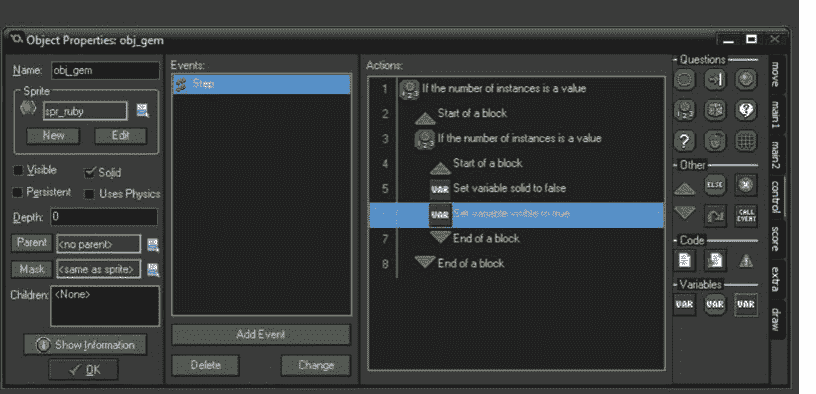 Object Properties: obj_gem
Name: obj_gem
Sprite
spr_ruby
New Edit
Visible Solid
Persistent Uses Physics
Depth: 0
Parent <no parent>
Mask <same as sprite>
Children: <None>
Show Information
OK
Events:
Step
Add Event
Delete Change
Actions:
1 If the number of instances is a value
2 Start of a block
3 If the number of instances is a value
4 Start of a block
5 Set variable solid to false
Set variable visible to true
7 End of a block
8 End of a block
Questions
Other
ELSE
CALL EVENT
Code
Variables
VAR VAR VAR
move
main1
main2
control
score
extra
draw